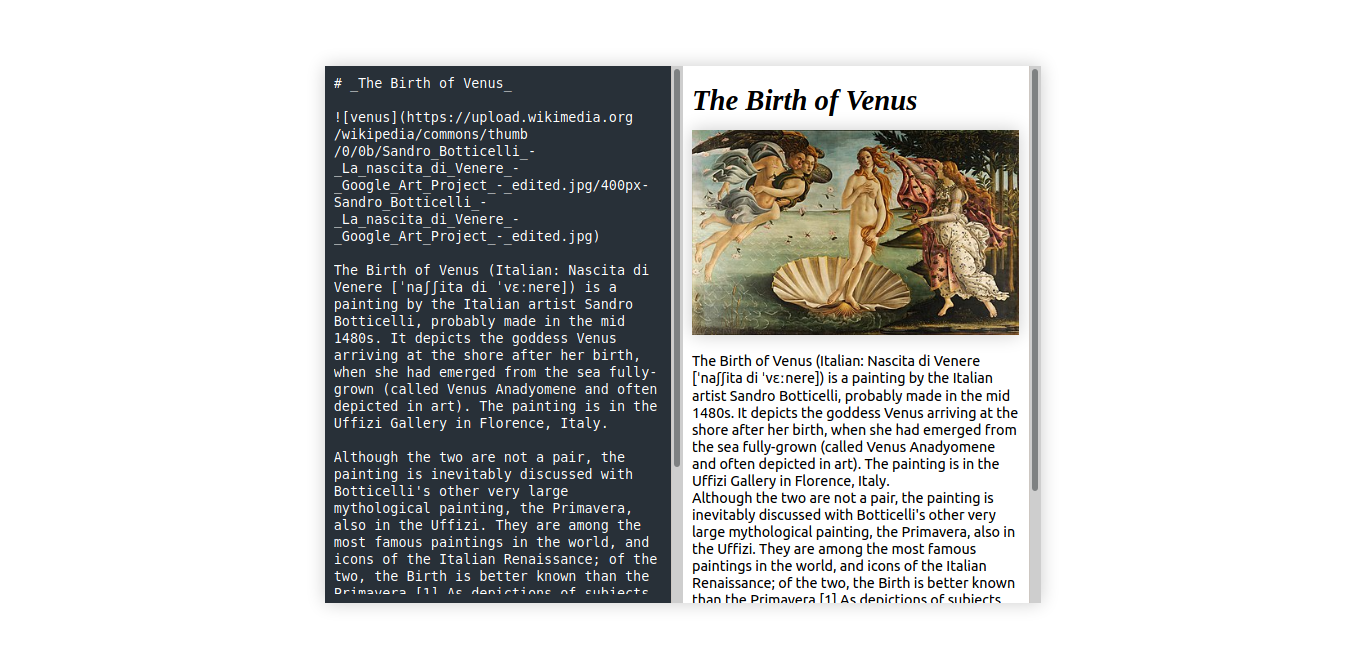 # _The Birth of Venus_
![venus](https://upload.wikimedia.org
/wikipedia/commons/thumb
/0/0b/Sandro_Botticelli_-
_La_nascita_di_Venere_-
_Google_Art_Project_-_edited.jpg/400px-
Sandro_Botticelli_-
_La_nascita_di_Venere_-
_Google_Art_Project_-_edited.jpg)
The Birth of Venus (Italian: Nascita di
Venere [ˈnaʃʃita di ˈvɛːnere]) is a
painting by the Italian artist Sandro
Botticelli, probably made in the mid
1480s. It depicts the goddess Venus
arriving at the shore after her birth,
when she had emerged from the sea fully-
grown (called Venus Anadyomene and often
depicted in art). The painting is in the
Uffizi Gallery in Florence, Italy.
Although the two are not a pair, the
painting is inevitably discussed with
Botticelli's other very large
mythological painting, the Primavera,
also in the Uffizi. They are among the
most famous paintings in the world, and
icons of the Italian Renaissance; of the
two, the Birth is better known than the
Primavera.[1] As depictions of subjects
The Birth of Venus
The Birth of Venus (Italian: Nascita di Venere
[ˈnaʃʃita di ˈvɛːnere]) is a painting by the Italian
artist Sandro Botticelli, probably made in the mid
1480s. It depicts the goddess Venus arriving at the
shore after her birth, when she had emerged from
the sea fully-grown (called Venus Anadyomene
and often depicted in art). The painting is in the
Uffizi Gallery in Florence, Italy.
Although the two are not a pair, the painting is
inevitably discussed with Botticelli's other very
large mythological painting, the Primavera, also in
the Uffizi. They are among the most famous
paintings in the world, and icons of the Italian
Renaissance; of the two, the Birth is better known
than the Primavera.[1] As depictions of subjects